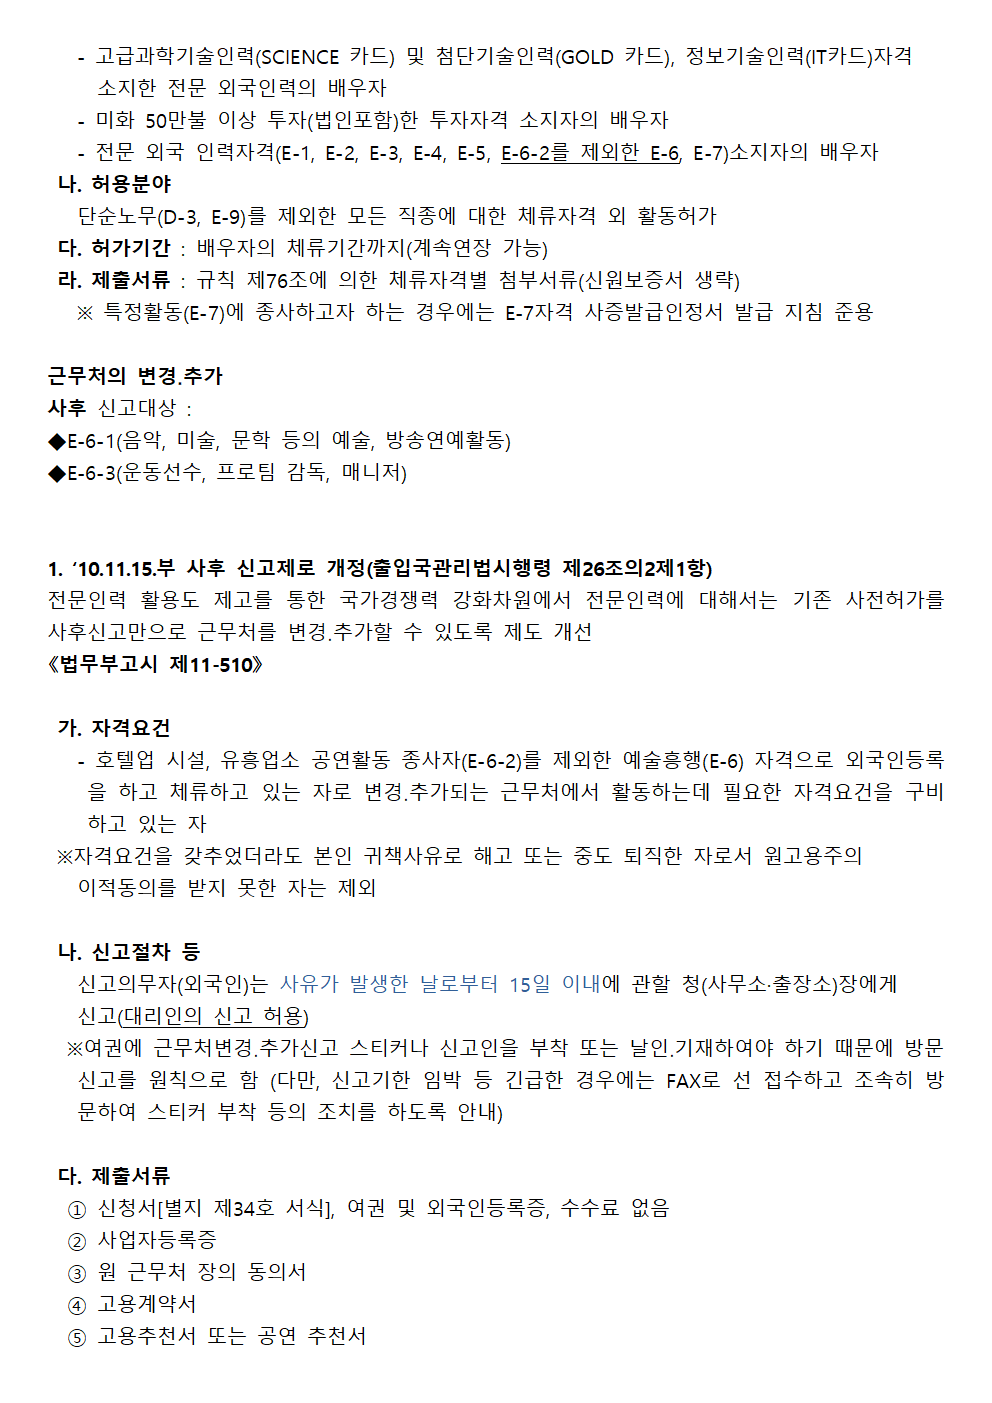 - 고급과학기술인력(SCIENCE 카드) 및 첨단기술인력(GOLD 카드), 정보기술인력(IT카드)자격
소지한 전문 외국인력의 배우자
- 미화 50만불 이상 투자(법인포함)한 투자자격 소지자의 배우자
- 전문 외국 인력자격(E-1, E-2, E-3, E-4, E-5, E-6-2를 제외한 E-6, E-7)소지자의 배우자
나. 허용분야
단순노무(D-3, E-9)를 제외한 모든 직종에 대한 체류자격 외 활동허가
다. 허가기간 : 배우자의 체류기간까지(계속연장 가능)
라. 제출서류 : 규칙 제76조에 의한 체류자격별 첨부서류(신원보증서 생략)
※ 특정활동(E-7)에 종사하고자 하는 경우에는 E-7자격 사증발급인정서 발급 지침 준용
근무처의 변경.추가
사후 신고대상 :
◆E-6-1(음악, 미술, 문학 등의 예술, 방송연예활동)
◆E-6-3(운동선수, 프로팀 감독, 매니저)
1. ‘10.11.15.부 사후 신고제로 개정(출입국관리법시행령 제26조의2제1항)
전문인력 활용도 제고를 통한 국가경쟁력 강화차원에서 전문인력에 대해서는 기존 사전허가를
사후신고만으로 근무처를 변경.추가할 수 있도록 제도 개선
《법무부고시 제11-510》
가. 자격요건
- 호텔업 시설, 유흥업소 공연활동 종사자(E-6-2)를 제외한 예술흥행(E-6) 자격으로 외국인등록
을 하고 체류하고 있는 자로 변경.추가되는 근무처에서 활동하는데 필요한 자격요건을 구비
하고 있는 자
※자격요건을 갖추었더라도 본인 귀책사유로 해고 또는 중도 퇴직한 자로서 원고용주의
이적동의를 받지 못한 자는 제외
나. 신고절차 등
신고의무자(외국인)는 사유가 발생한 날로부터 15일 이내에 관할 청(사무소·출장소)장에게
신고(대리인의 신고 허용)
※여권에 근무처변경.추가신고 스티커나 신고인을 부착 또는 날인.기재하여야 하기 때문에 방문
신고를 원칙으로 함 (다만, 신고기한 임박 등 긴급한 경우에는 FAX로 선 접수하고 조속히 방
문하여 스티커 부착 등의 조치를 하도록 안내)
다. 제출서류
① 신청서[별지 제34호 서식], 여권 및 외국인등록증, 수수료 없음
② 사업자등록증
③ 원 근무처 장의 동의서
④ 고용계약서
⑤ 고용추천서 또는 공연 추천서